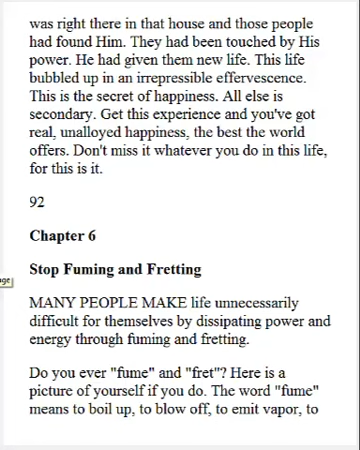 was right there in that house and those people
had found Him. They had been touched by His
power. He had given them new life. This life
bubbled up in an irrepressible effervescence.
This is the secret of happiness. All else is
secondary. Get this experience and you've got
real, unalloyed happiness, the best the world
offers. Don't miss it whatever you do in this life,
for this is it.
92
Chapter 6
Stop Fuming and Fretting
MANY PEOPLE MAKE life unnecessarily
difficult for themselves by dissipating power and
energy through fuming and fretting.
Do you ever "fume" and "fret"? Here is a
picture of yourself if you do. The word "fume"
means to boil up, to blow off, to emit vapor, to